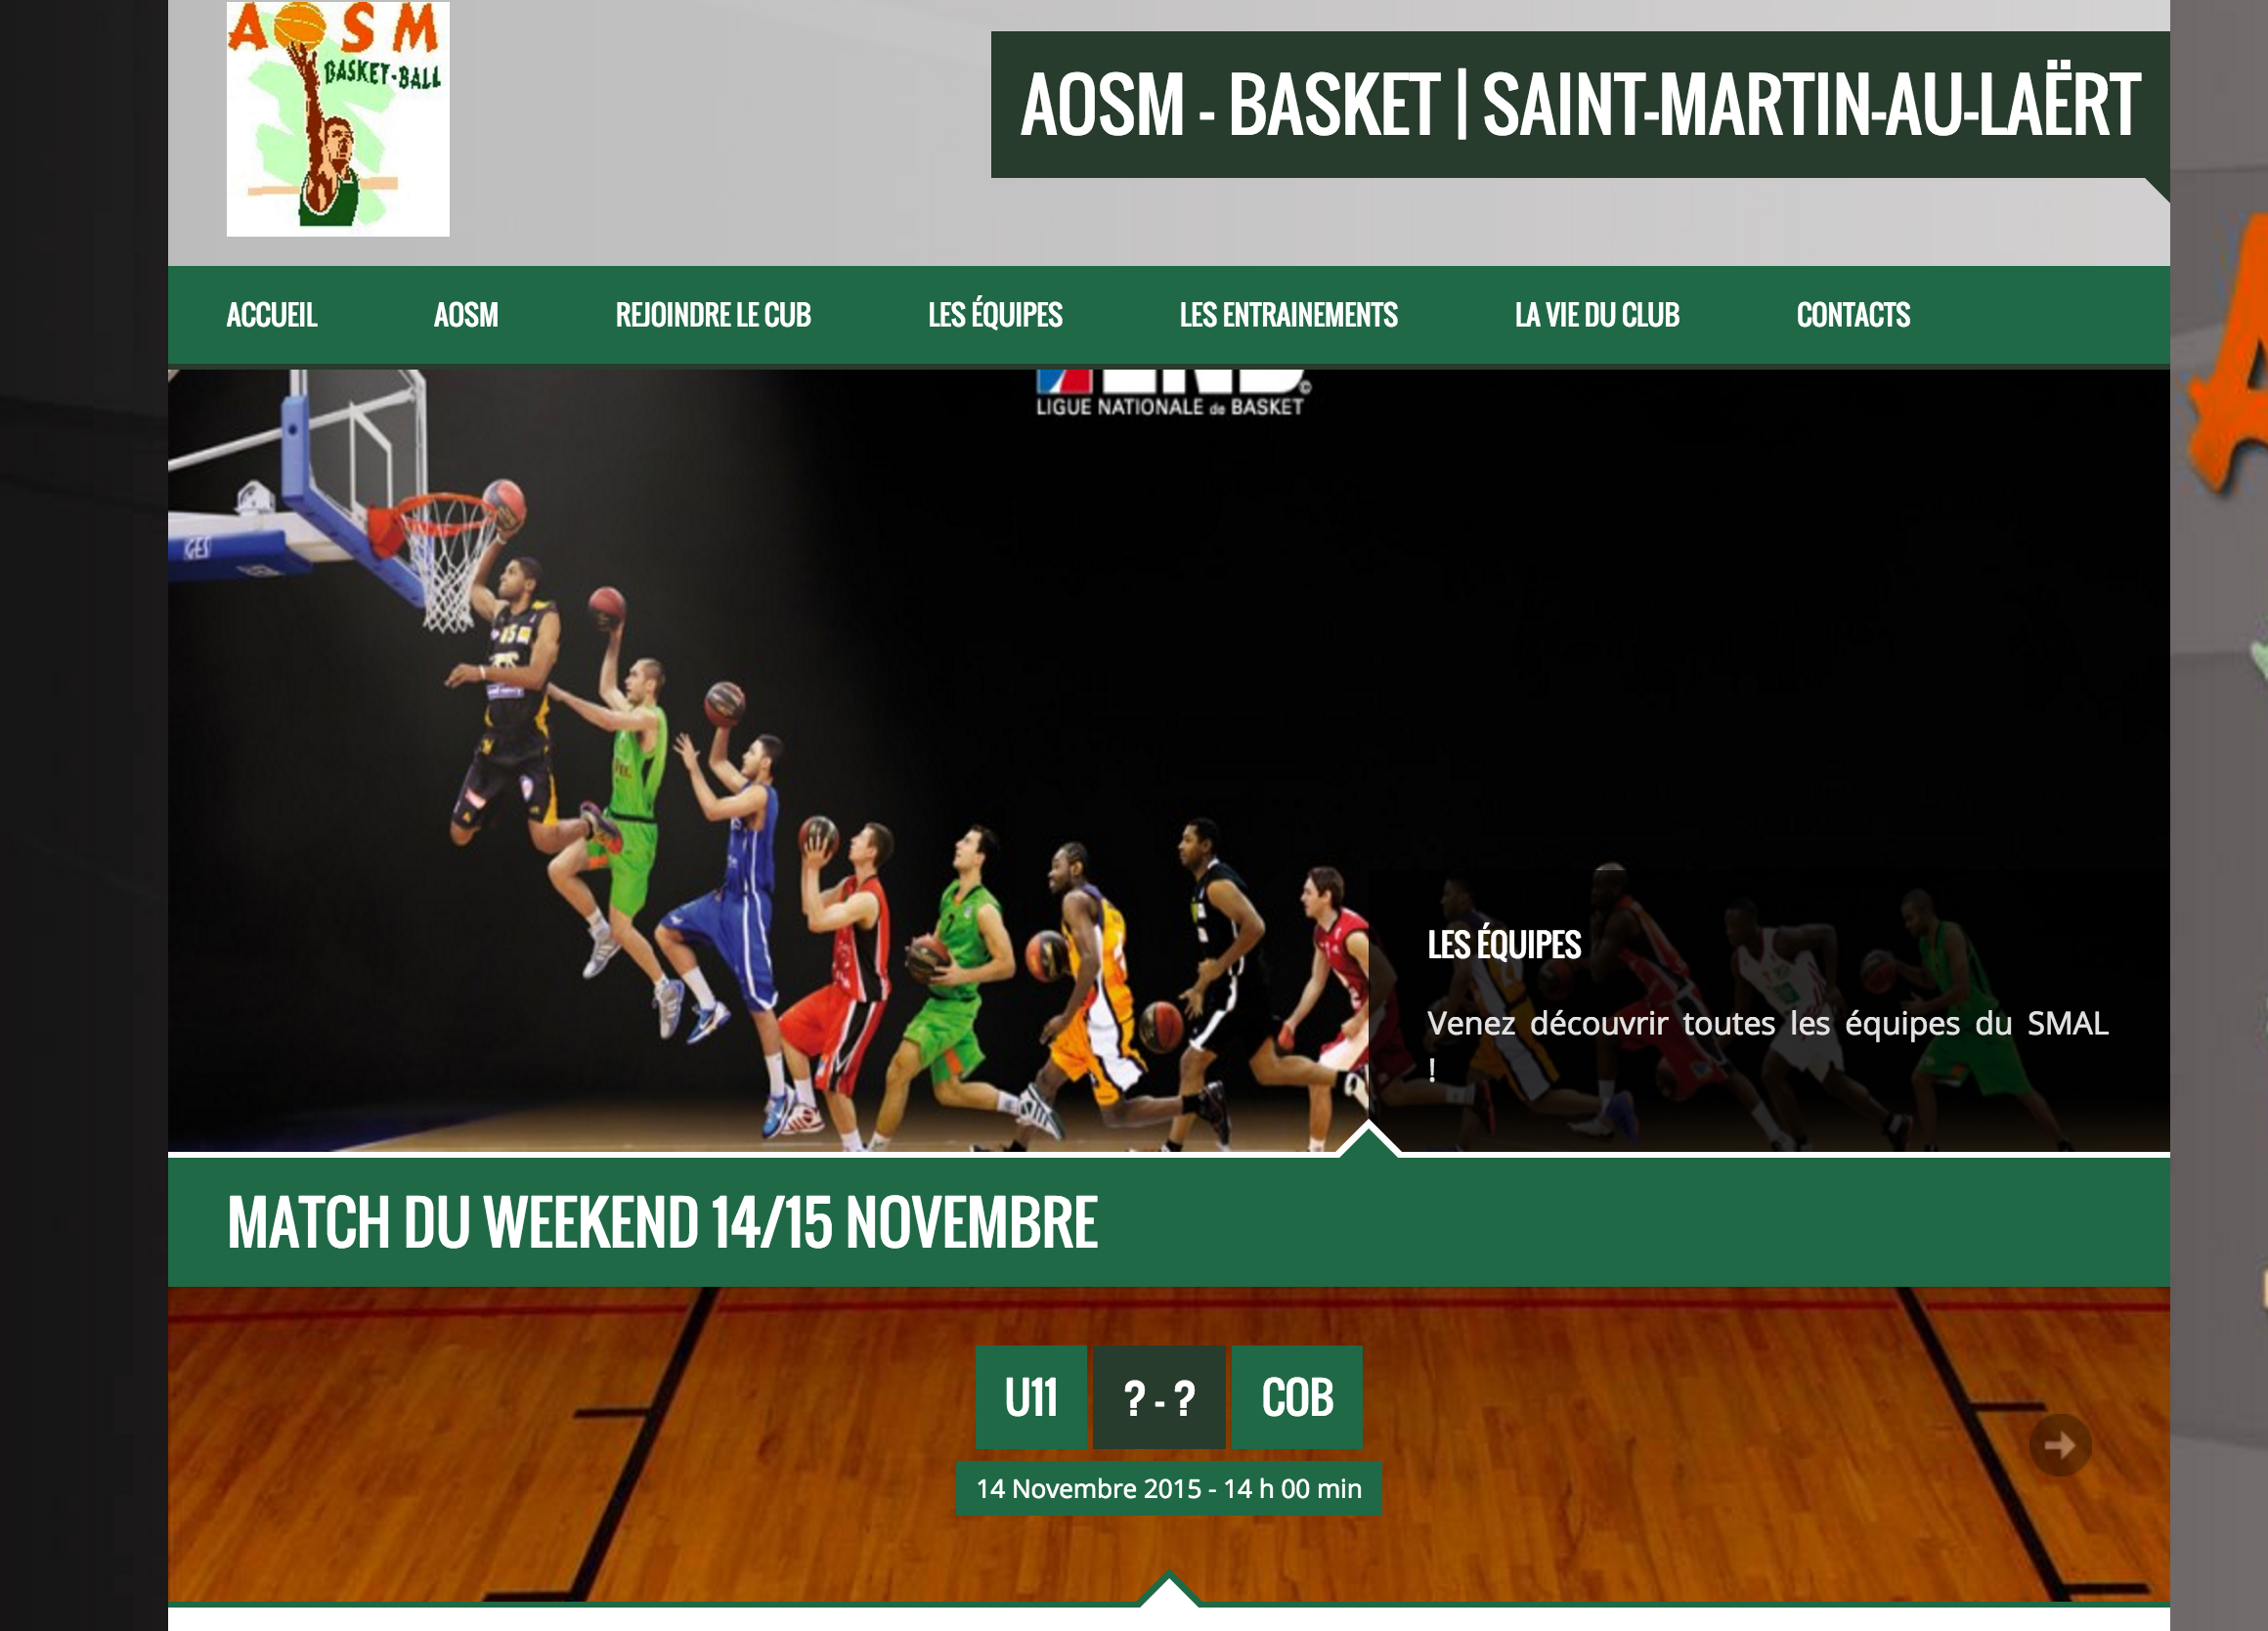 AOSM
BASKET-BALL
AOSM - BASKET | SAINT-MARTIN-AU-LAËRT
ACCUEIL
AOSM
REJOINDRE LE CUB
LES ÉQUIPES
LES ENTRAINEMENTS
LA VIE DU CLUB
CONTACTS
LIGUE NATIONALE de BASKET
GES
LES ÉQUIPES
Venez découvrir toutes les équipes du SMAL
!
MATCH DU WEEKEND 14/15 NOVEMBRE
U11
? - ?
COB
14 Novembre 2015 - 14 h 00 min